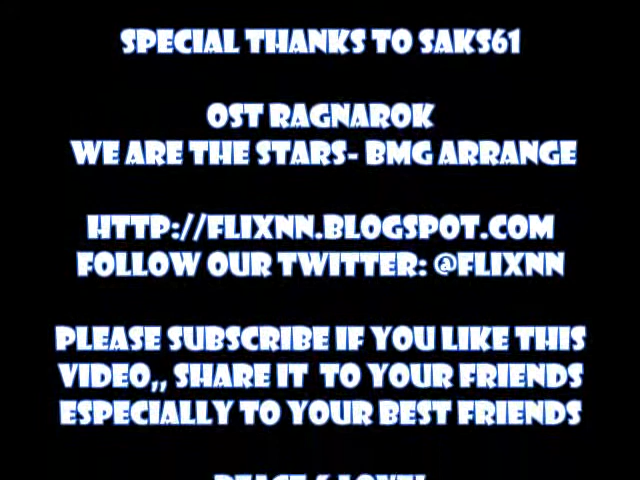 SPECIAL THANKS TO SAKS61
OST RAGNAROK
WE ARE THE STARS- BMG ARRANGE
HTTP://FLIXNN.BLOGSPOT.COM
FOLLOW OUR TWITTER: @FLIXNN
PLEASE SUBSCRIBE IF YOU LIKE THIS
VIDEO,, SHARE IT TO YOUR FRIENDS
ESPECIALLY TO YOUR BEST FRIENDS